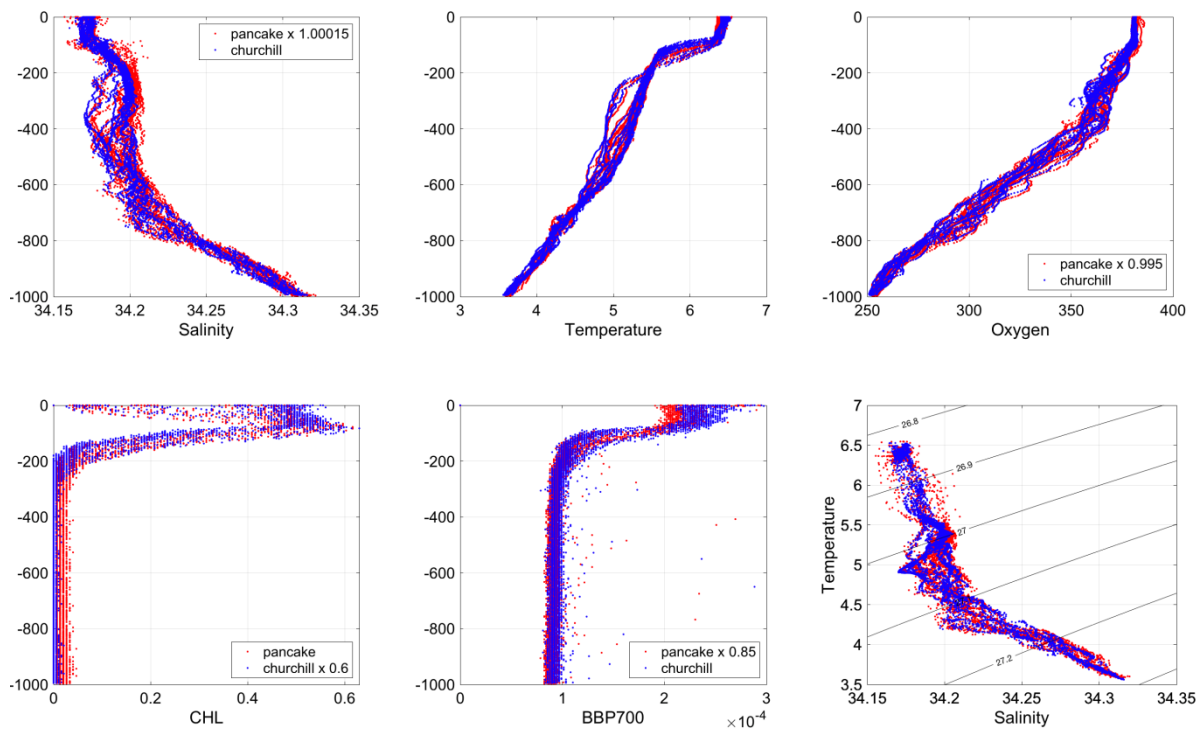 0
-200
-400
-600
-800
-1000
pancake x 1.00015
churchill
34.15 34.2 34.25 34.3 34.35
Salinity
0
-200
-400
-600
-800
-1000
3 4 5 6 7
Temperature
0
-200
-400
-600
-800
-1000
pancake x 0.995
churchill
250 300 350 400
Oxygen
0
-200
-400
-600
-800
-1000
pancake
churchill x 0.6
0 0.2 0.4 0.6
CHL
0
-200
-400
-600
-800
-1000
pancake x 0.85
churchill
0 1 2 3
BBP700
×10⁻⁴
7
6.5
6
5.5
5
4.5
4
3.5
Temperature
26.8
26.9
27
27.2
34.15 34.2 34.25 34.3 34.35
Salinity